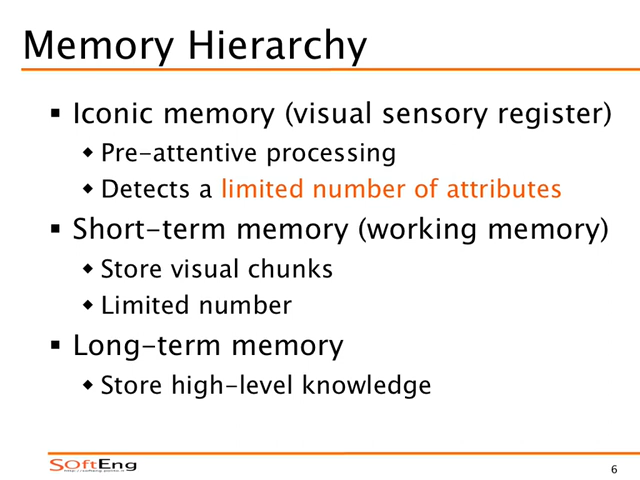 Memory Hierarchy
▪ Iconic memory (visual sensory register)
◆ Pre-attentive processing
◆ Detects a limited number of attributes
▪ Short-term memory (working memory)
◆ Store visual chunks
◆ Limited number
▪ Long-term memory
◆ Store high-level knowledge
SOftEng
6